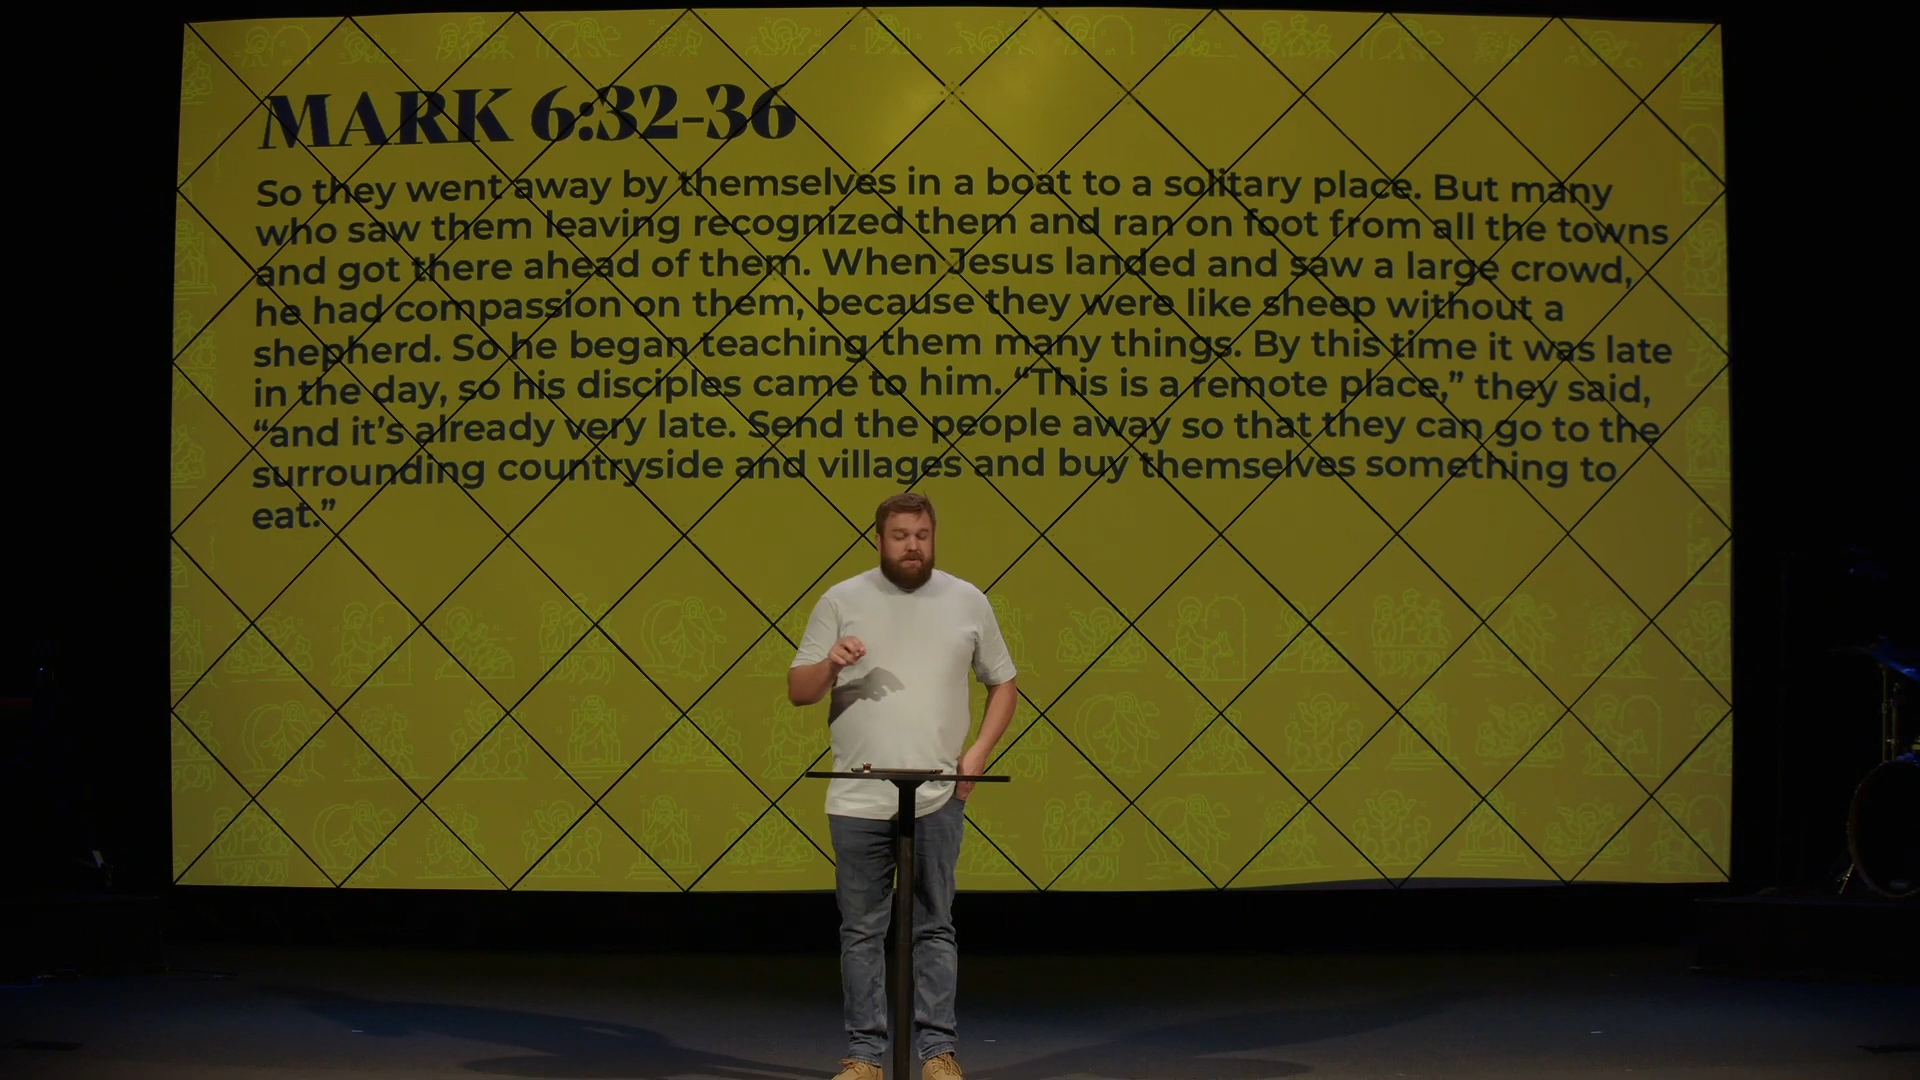 MARK 6:32-36
So they went away by themselves in a boat to a solitary place. But many
who saw them leaving recognized them and ran on foot from all the towns
and got there ahead of them. When Jesus landed and saw a large crowd,
he had compassion on them, because they were like sheep without a
shepherd. So he began teaching them many things. By this time it was late
in the day, so his disciples came to him. “This is a remote place,” they said,
“and it’s already very late. Send the people away so that they can go to the
surrounding countryside and villages and buy themselves something to
eat.”